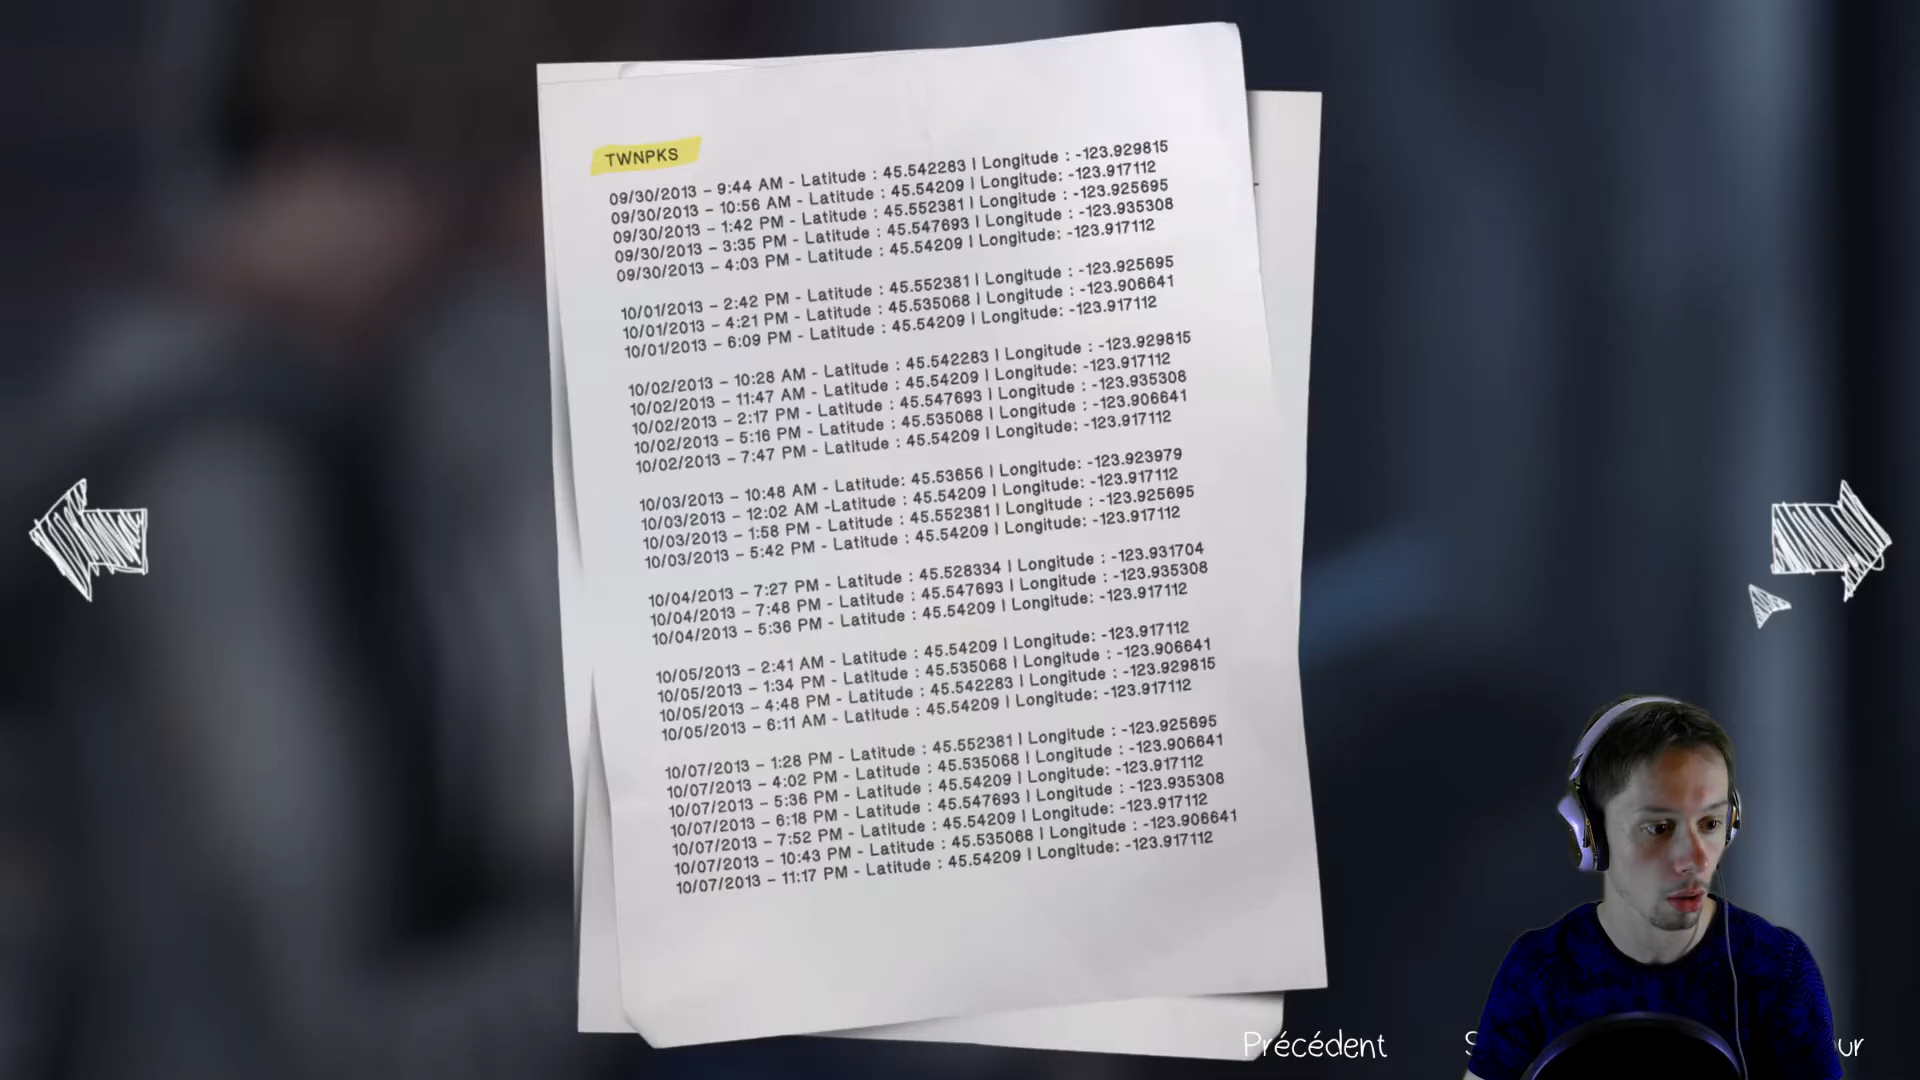 TWNPKS
09/30/2013 – 9:44 AM - Latitude : 45.542283 | Longitude : -123.929815
09/30/2013 – 10:56 AM - Latitude : 45.54209 | Longitude: -123.917112
09/30/2013 – 1:42 PM - Latitude : 45.552381 | Longitude : -123.925695
09/30/2013 – 3:35 PM - Latitude : 45.547693 | Longitude : -123.935308
09/30/2013 – 4:03 PM - Latitude : 45.54209 | Longitude: -123.917112
10/01/2013 – 2:42 PM - Latitude : 45.552381 | Longitude : -123.925695
10/01/2013 – 4:21 PM - Latitude : 45.535068 | Longitude : -123.906641
10/01/2013 – 6:09 PM - Latitude : 45.54209 | Longitude: -123.917112
10/02/2013 – 10:28 AM - Latitude : 45.542283 | Longitude : -123.929815
10/02/2013 – 11:47 AM - Latitude : 45.54209 | Longitude: -123.917112
10/02/2013 – 2:17 PM - Latitude : 45.547693 | Longitude : -123.935308
10/02/2013 – 5:16 PM - Latitude : 45.535068 | Longitude : -123.906641
10/02/2013 – 7:47 PM - Latitude : 45.54209 | Longitude: -123.917112
10/03/2013 – 10:48 AM - Latitude: 45.53656 | Longitude: -123.923979
10/03/2013 – 12:02 AM -Latitude : 45.54209 | Longitude: -123.917112
10/03/2013 – 1:58 PM - Latitude : 45.552381 | Longitude : -123.925695
10/03/2013 – 5:42 PM - Latitude : 45.54209 | Longitude: -123.917112
10/04/2013 – 7:27 PM - Latitude : 45.528334 | Longitude : -123.931704
10/04/2013 – 7:48 PM - Latitude : 45.547693 | Longitude : -123.935308
10/04/2013 – 5:36 PM - Latitude : 45.54209 | Longitude: -123.917112
10/05/2013 – 2:41 AM - Latitude : 45.54209 | Longitude: -123.917112
10/05/2013 – 1:34 PM - Latitude : 45.535068 | Longitude : -123.906641
10/05/2013 – 4:48 PM - Latitude : 45.542283 | Longitude : -123.929815
10/05/2013 – 6:11 AM - Latitude : 45.54209 | Longitude: -123.917112
10/07/2013 – 1:28 PM - Latitude : 45.552381 | Longitude : -123.925695
10/07/2013 – 4:02 PM - Latitude : 45.535068 | Longitude : -123.906641
10/07/2013 – 5:36 PM - Latitude : 45.54209 | Longitude: -123.917112
10/07/2013 – 6:18 PM - Latitude : 45.547693 | Longitude : -123.935308
10/07/2013 – 7:52 PM - Latitude : 45.54209 | Longitude: -123.917112
10/07/2013 – 10:43 PM - Latitude : 45.535068 | Longitude : -123.906641
10/07/2013 – 11:17 PM - Latitude : 45.54209 | Longitude: -123.917112
Précédent